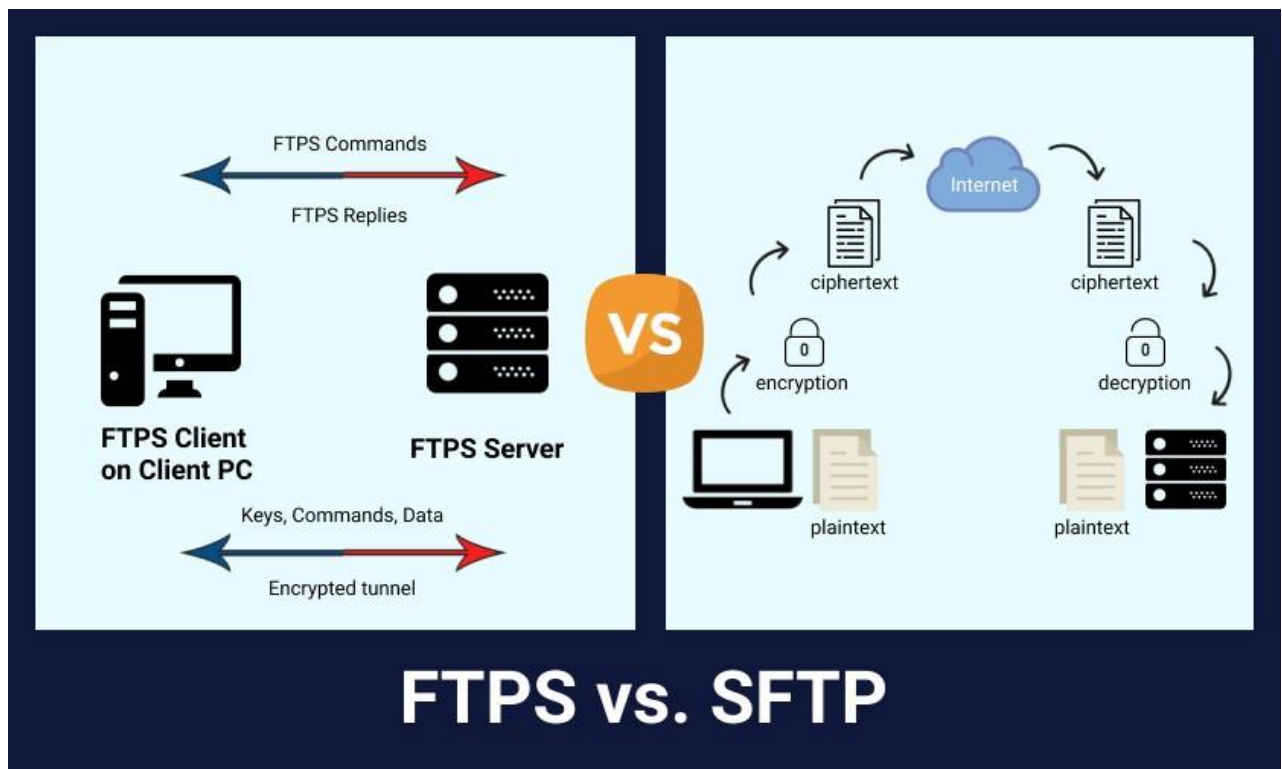 FTPS Commands
FTPS Replies
FTPS Client
on Client PC
FTPS Server
Keys, Commands, Data
Encrypted tunnel
VS
Internet
ciphertext
ciphertext
0
encryption
0
decryption
plaintext
plaintext
FTPS vs. SFTP